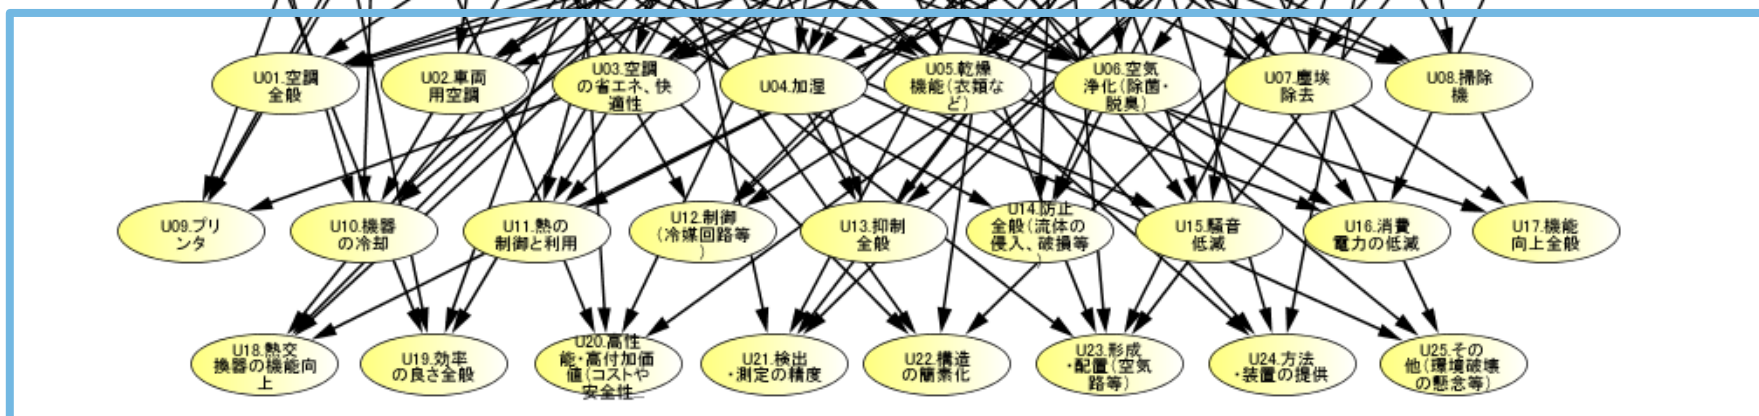 U01.空調
全般
U02.車両
用空調
U03.空調
の省エネ、快
適性
U04.加湿
U05.乾燥
機能(衣類な
ど)
U06.空気
浄化(除菌・
脱臭)
U07.塵埃
除去
U08.掃除
機
U09.プリ
ンタ
U10.機器
の冷却
U11.熱の
制御と利用
U12.制御
(冷媒回路等
)
U13.抑制
全般
U14.防止
全般(流体の
侵入、破損等
)
U15.騒音
低減
U16.消費
電力の低減
U17.機能
向上全般
U18.熱交
換器の機能向
上
U19.効率
の良さ全般
U20.高性
能・高付加価
値(コストや
安全性
U21.検出
・測定の精度
U22.構造
の簡素化
U23.形成
・配置(空気
路等)
U24.方法
・装置の提供
U25.その
他(環境破壊
の懸念等)